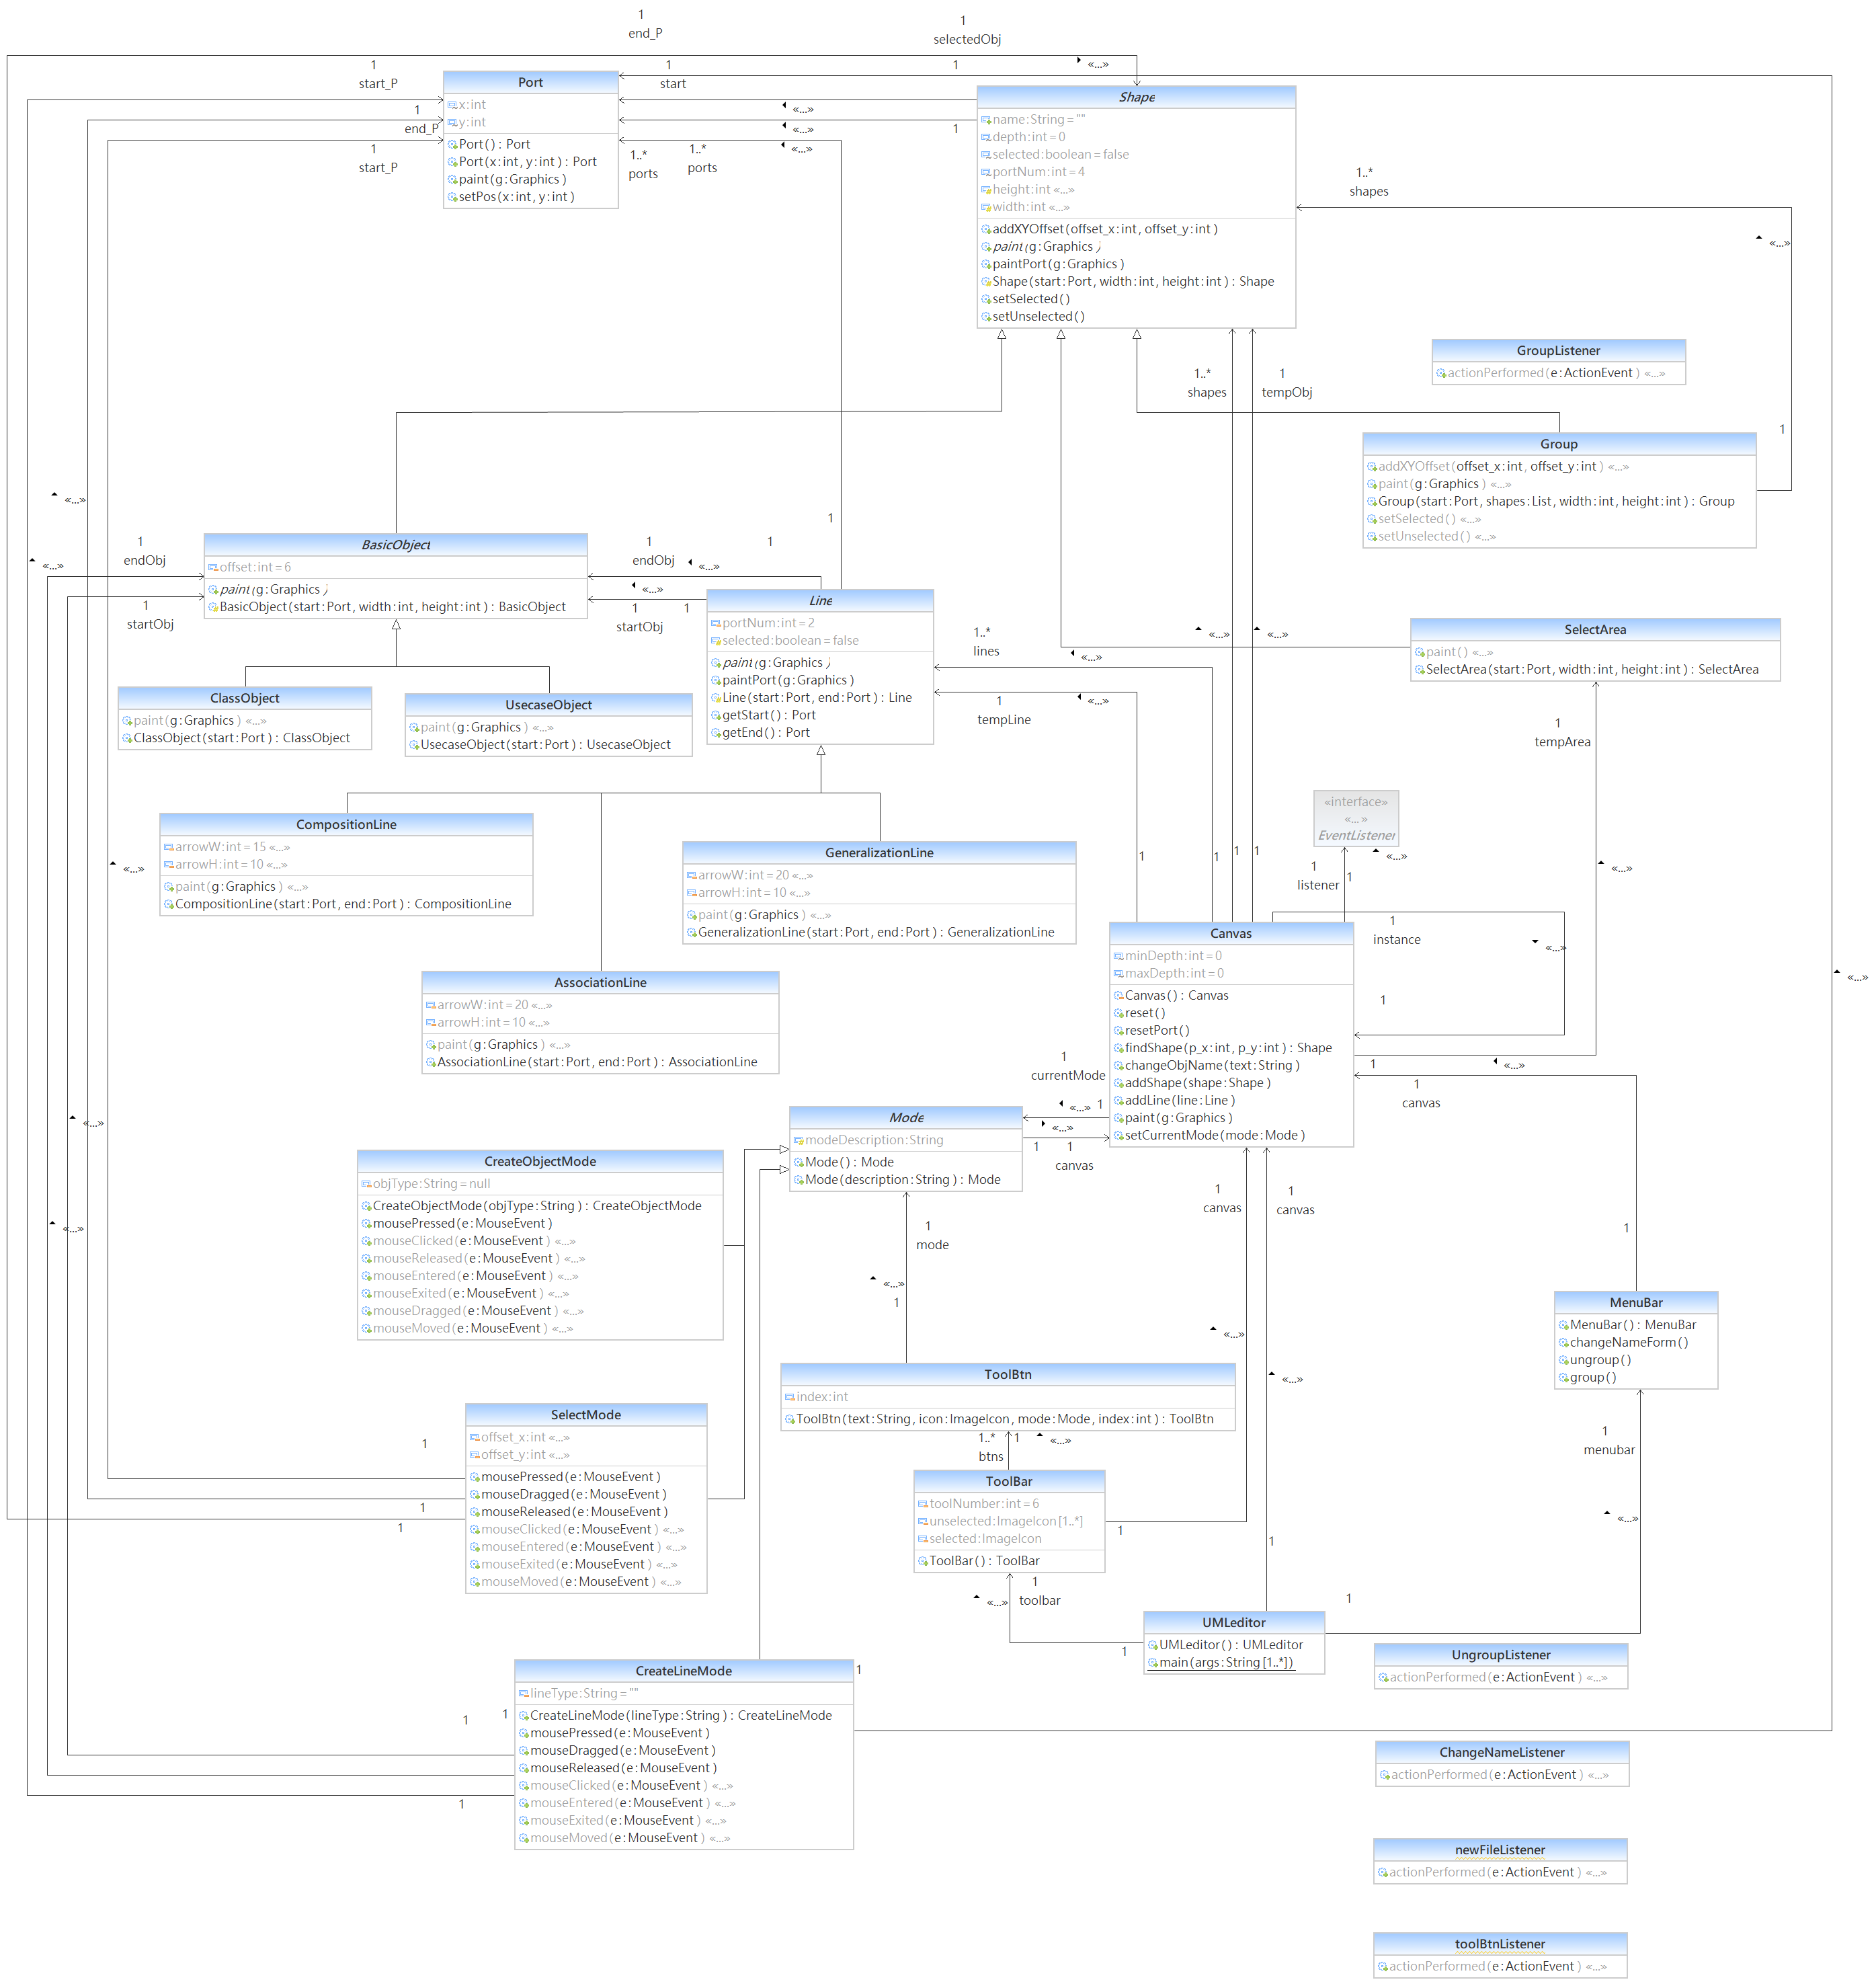 1
end_P
1
selectedObj
1
start_P
1
start
1
«...»
Port
x:int
y:int
Port():Port
Port(x:int, y:int):Port
paint(g:Graphics)
setPos(x:int, y:int)
1
end_P
1
start_P
1..*
ports
1..*
ports
«...»
«...»
1
«...»
Shape
name:String=""
depth:int=0
selected:boolean=false
portNum:int=4
height:int «...»
width:int «...»
addXYOffset(offset_x:int, offset_y:int)
paint(g:Graphics)
paintPort(g:Graphics)
Shape(start:Port, width:int, height:int):Shape
setSelected()
setUnselected()
1..*
shapes
«...»
GroupListener
actionPerformed(e:ActionEvent) «...»
1..*
shapes
1
tempObj
1
Group
addXYOffset(offset_x:int, offset_y:int) «...»
paint(g:Graphics) «...»
Group(start:Port, shapes:List, width:int, height:int):Group
setSelected() «...»
setUnselected() «...»
«...»
1
1
endObj
«...»
BasicObject
offset:int=6
paint(g:Graphics)
BasicObject(start:Port, width:int, height:int):BasicObject
1
endObj
1
«...»
«...»
1
startObj
1
startObj
1
Line
portNum:int=2
selected:boolean=false
paint(g:Graphics)
paintPort(g:Graphics)
Line(start:Port, end:Port):Line
getStart():Port
getEnd():Port
1..*
lines
«...»
«...»
«...»
SelectArea
paint() «...»
SelectArea(start:Port, width:int, height:int):SelectArea
ClassObject
paint(g:Graphics) «...»
ClassObject(start:Port):ClassObject
UsecaseObject
paint(g:Graphics) «...»
UsecaseObject(start:Port):UsecaseObject
1
tempLine
«...»
1
tempArea
«interface»
«...»
EventListener
CompositionLine
arrowW:int=15 «...»
arrowH:int=10 «...»
paint(g:Graphics) «...»
CompositionLine(start:Port, end:Port):CompositionLine
GeneralizationLine
arrowW:int=20 «...»
arrowH:int=10 «...»
paint(g:Graphics) «...»
GeneralizationLine(start:Port, end:Port):GeneralizationLine
1
1
1
1
«...»
1
listener
1
«...»
«...»
Canvas
minDepth:int=0
maxDepth:int=0
Canvas():Canvas
reset()
resetPort()
findShape(p_x:int, p_y:int):Shape
changeObjName(text:String)
addShape(shape:Shape)
addLine(line:Line)
paint(g:Graphics)
setCurrentMode(mode:Mode)
1
instance
«...»
1
«...»
AssociationLine
arrowW:int=20 «...»
arrowH:int=10 «...»
paint(g:Graphics) «...»
AssociationLine(start:Port, end:Port):AssociationLine
1
currentMode
1
«...»
1
canvas
«...»
1
«...»
«...»
1
1
canvas
Mode
modeDescription:String
Mode():Mode
Mode(description:String):Mode
CreateObjectMode
objType:String=null
CreateObjectMode(objType:String):CreateObjectMode
mousePressed(e:MouseEvent)
mouseClicked(e:MouseEvent) «...»
mouseReleased(e:MouseEvent) «...»
mouseEntered(e:MouseEvent) «...»
mouseExited(e:MouseEvent) «...»
mouseDragged(e:MouseEvent) «...»
mouseMoved(e:MouseEvent) «...»
«...»
1
mode
«...»
1
1
canvas
1
canvas
1
«...»
MenuBar
MenuBar():MenuBar
changeNameForm()
ungroup()
group()
ToolBtn
index:int
ToolBtn(text:String, icon:ImageIcon, mode:Mode, index:int):ToolBtn
«...»
SelectMode
offset_x:int «...»
offset_y:int «...»
mousePressed(e:MouseEvent)
mouseDragged(e:MouseEvent)
mouseReleased(e:MouseEvent)
mouseClicked(e:MouseEvent) «...»
mouseEntered(e:MouseEvent) «...»
mouseExited(e:MouseEvent) «...»
mouseMoved(e:MouseEvent) «...»
1
1
1
1..*
btns
1
«...»
1
menubar
ToolBar
toolNumber:int=6
unselected:ImageIcon[1..*]
selected:ImageIcon
ToolBar():ToolBar
1
1
«...»
1
toolbar
«...»
1
1
UMLeditor
UMLeditor():UMLeditor
main(args:String[1..*])
UngroupListener
actionPerformed(e:ActionEvent) «...»
CreateLineMode
lineType:String=""
CreateLineMode(lineType:String):CreateLineMode
mousePressed(e:MouseEvent)
mouseDragged(e:MouseEvent)
mouseReleased(e:MouseEvent)
mouseClicked(e:MouseEvent) «...»
mouseEntered(e:MouseEvent) «...»
mouseExited(e:MouseEvent) «...»
mouseMoved(e:MouseEvent) «...»
1
1
1
1
ChangeNameListener
actionPerformed(e:ActionEvent) «...»
newFileListener
actionPerformed(e:ActionEvent) «...»
toolBtnListener
actionPerformed(e:ActionEvent) «...»